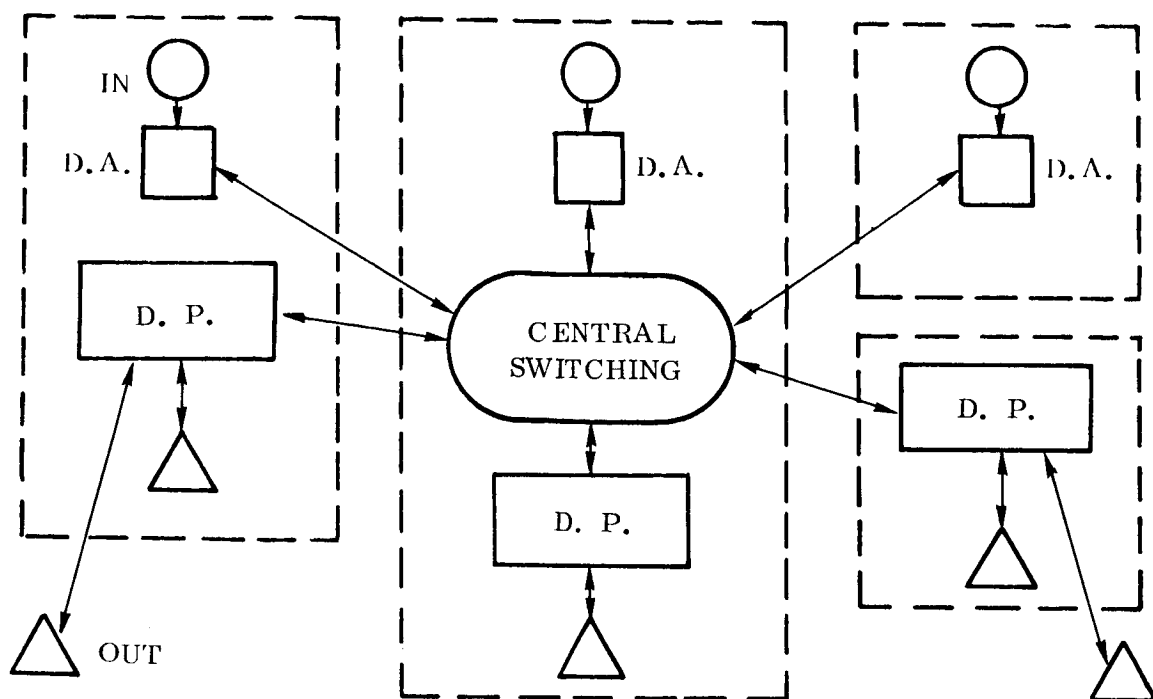 IN
D.A.
D.A.
D.A.
D. P.
CENTRAL
SWITCHING
D. P.
D. P.
OUT